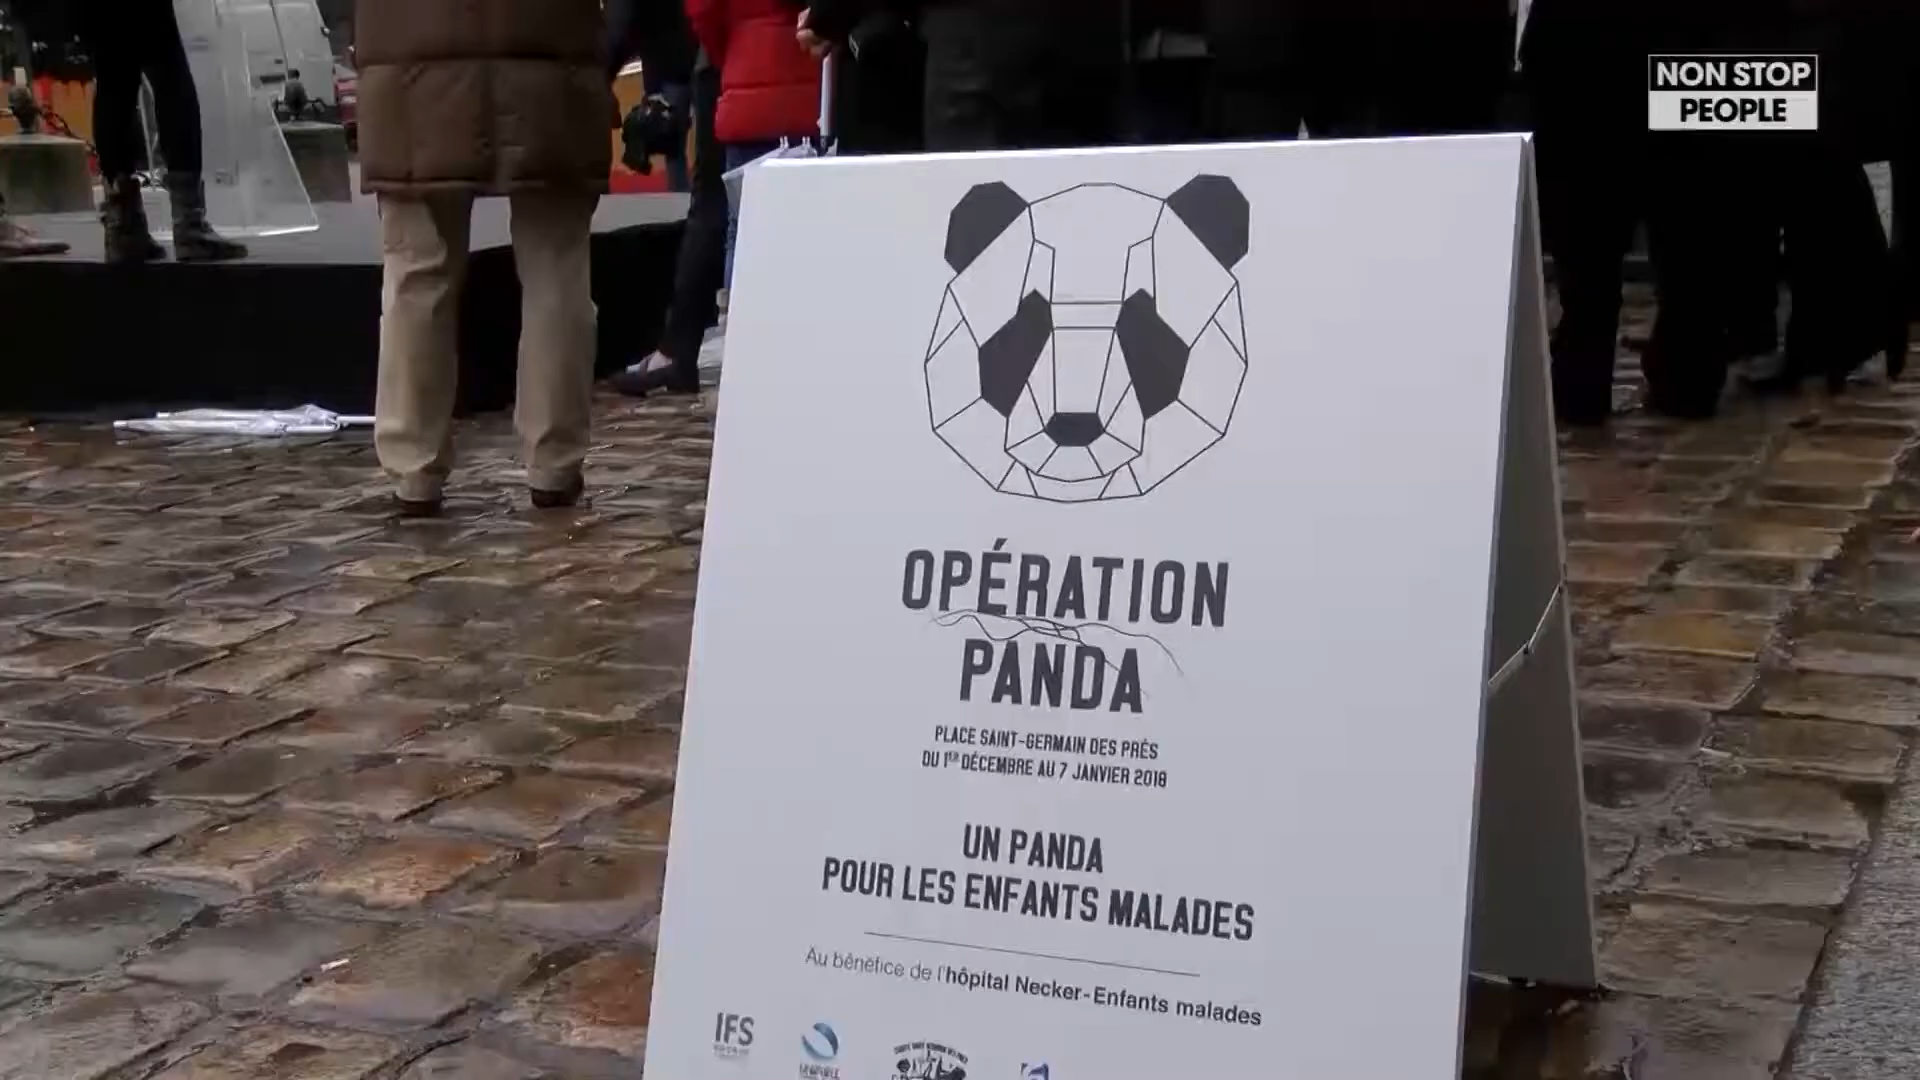 NON STOP
PEOPLE
OPÉRATION
PANDA
PLACE SAINT-GERMAIN DES PRÉS
DU 1ER DÉCEMBRE AU 7 JANVIER 2018
UN PANDA
POUR LES ENFANTS MALADES
Au bénéfice de l'hôpital Necker-Enfants malades
IFS